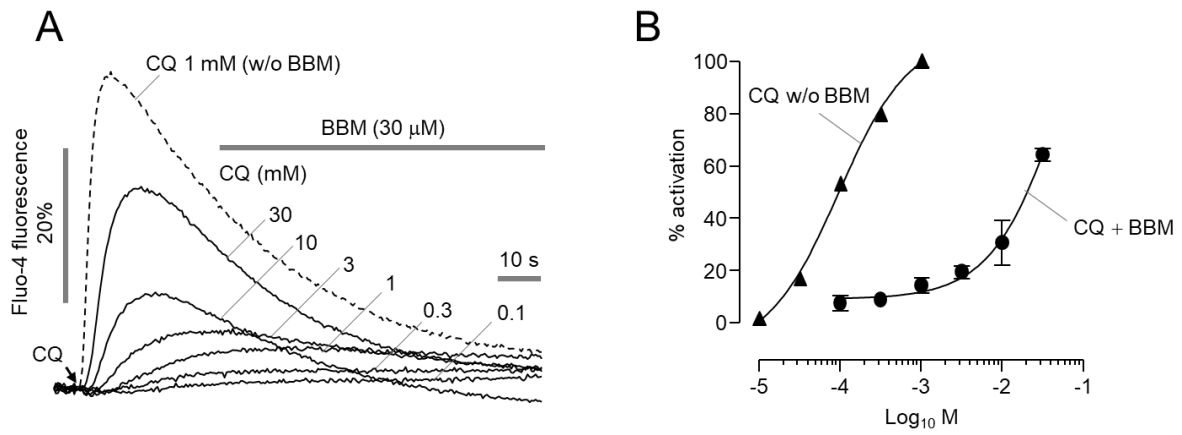 A
CQ 1 mM (w/o BBM)
BBM (30 μM)
CQ (mM)
30
10
3
1
0.3
0.1
10 s
Fluo-4 fluorescence
20%
CQ
B
% activation
100
80
60
40
20
0
CQ w/o BBM
CQ + BBM
-5
-4
-3
-2
-1
Log10 M